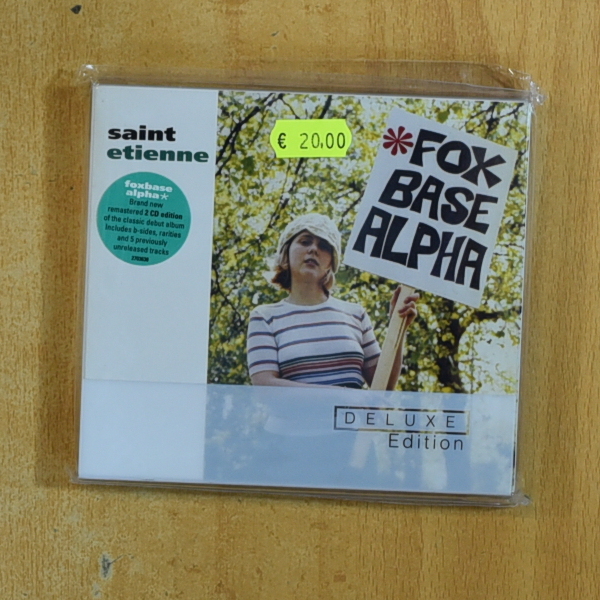 saint
etienne
foxbase
alpha★
Brand new
remastered 2 CD edition
of the classic debut album
Includes b-sides, rarities
and 5 previously
unreleased tracks
€ 20,00
*FOX
BASE
ALPHA
DELUXE
Edition